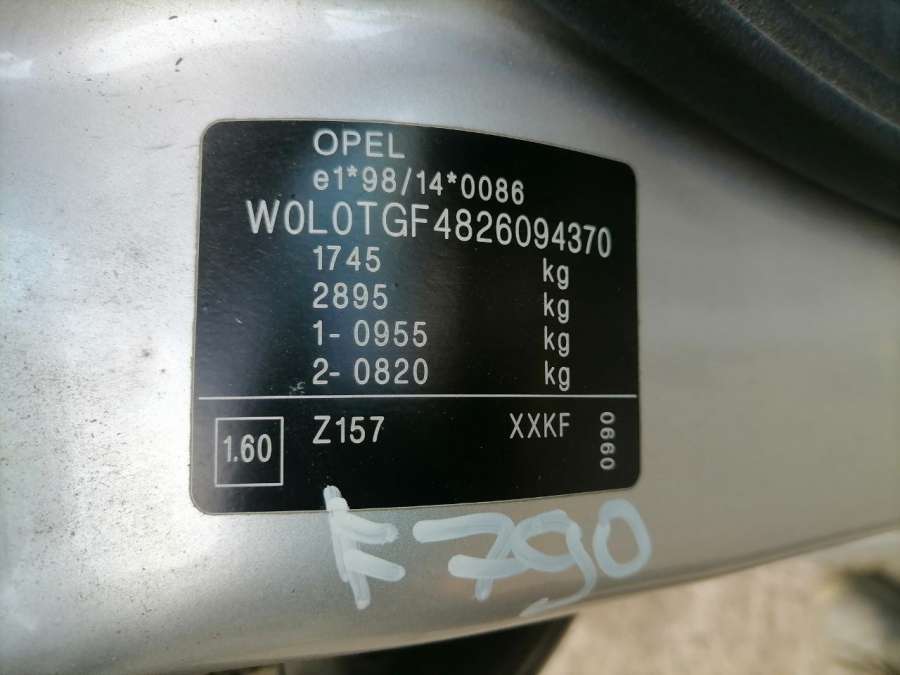 OPEL
e1*98/14*0086
W0L0TGF4826094370
1745 kg
2895 kg
1- 0955 kg
2- 0820 kg
1.60 Z157 XXKF 0660
F790